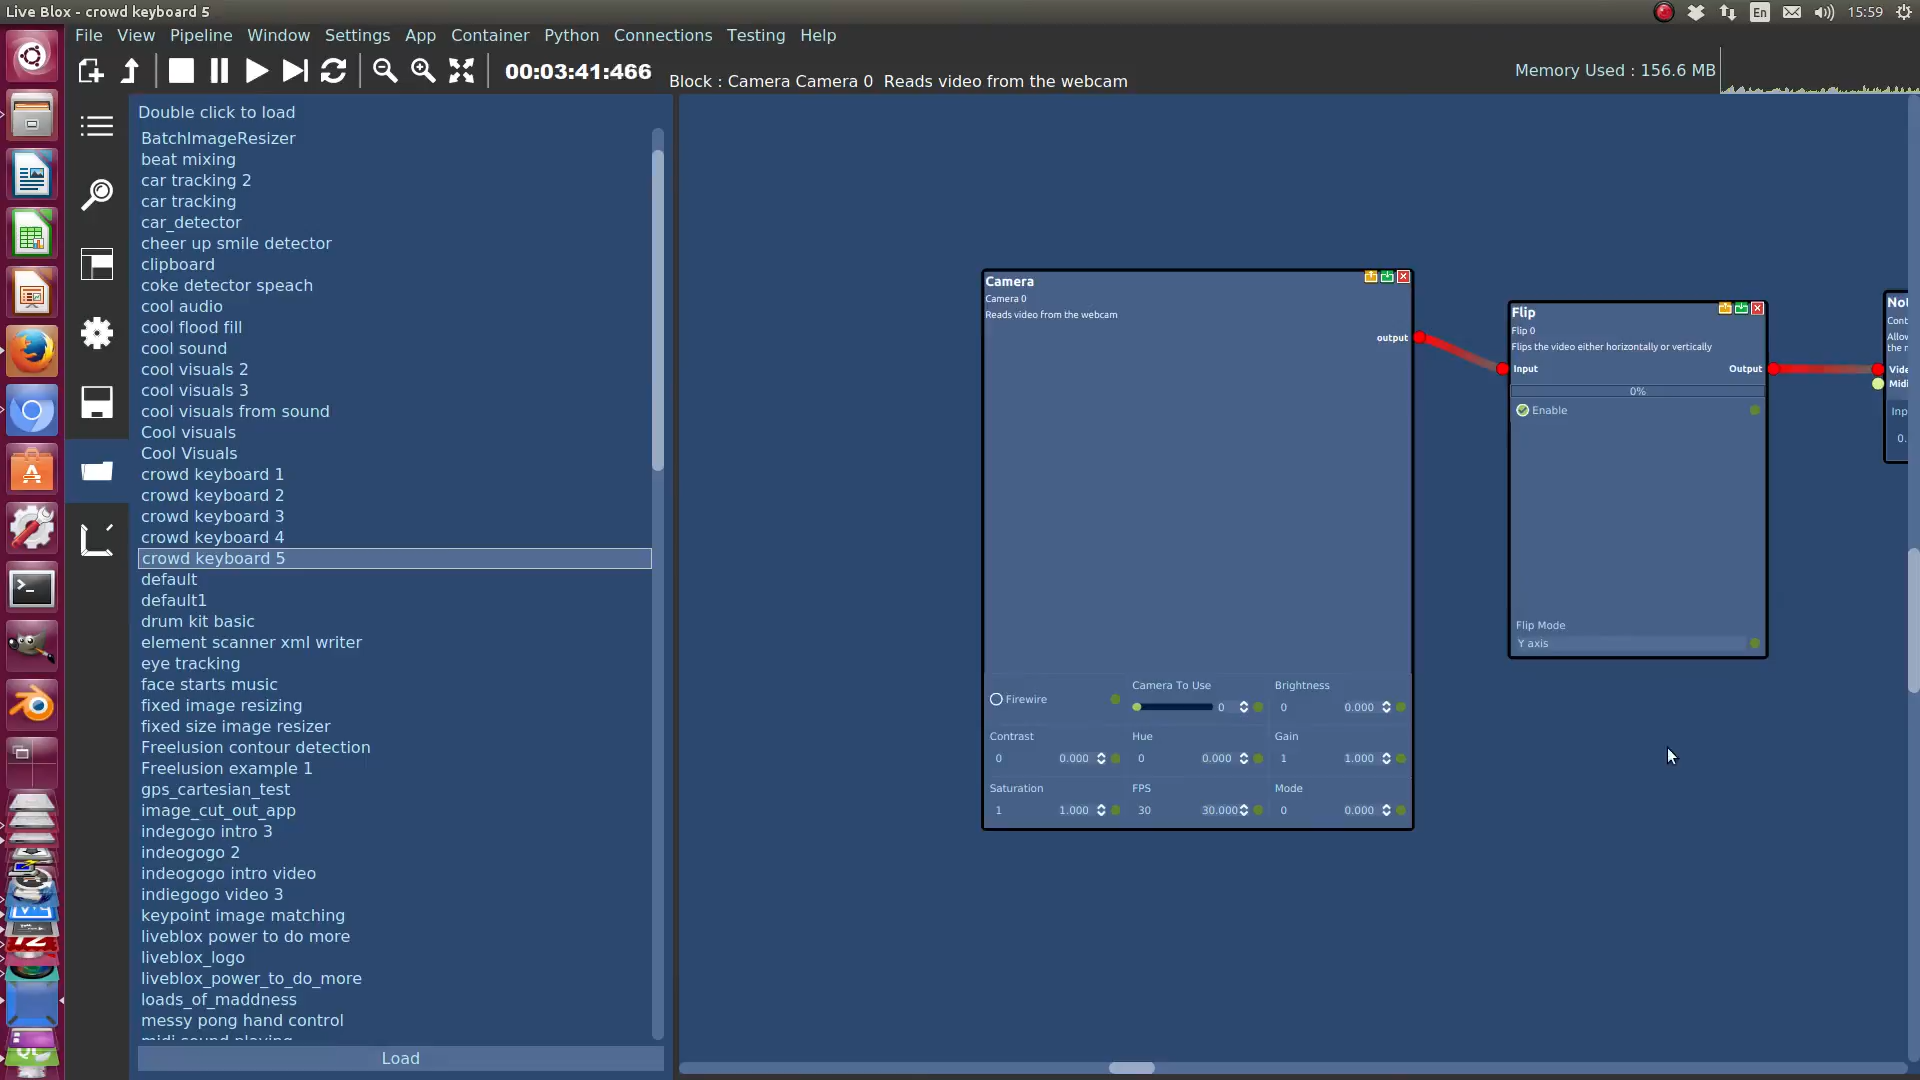 Live Blox - crowd keyboard 5
En
15:59
File View Pipeline Window Settings App Container Python Connections Testing Help
00:03:41:466
Block : Camera Camera 0 Reads video from the webcam
Memory Used : 156.6 MB
Double click to load
BatchImageResizer
beat mixing
car tracking 2
car tracking
car_detector
cheer up smile detector
clipboard
coke detector speach
cool audio
cool flood fill
cool sound
cool visuals 2
cool visuals 3
cool visuals from sound
Cool visuals
Cool Visuals
crowd keyboard 1
crowd keyboard 2
crowd keyboard 3
crowd keyboard 4
crowd keyboard 5
default
default1
drum kit basic
element scanner xml writer
eye tracking
face starts music
fixed image resizing
fixed size image resizer
Freelusion contour detection
Freelusion example 1
gps_cartesian_test
image_cut_out_app
indegogo intro 3
indeogogo 2
indeogogo intro video
indiegogo video 3
keypoint image matching
liveblox power to do more
liveblox_logo
liveblox_power_to_do_more
loads_of_maddness
messy pong hand control
Load
Camera
Camera 0
Reads video from the webcam
output
Firewire
Camera To Use
0
Brightness
0 0.000
Contrast
0 0.000
Hue
0 0.000
Gain
1 1.000
Saturation
1 1.000
FPS
30 30.000
Mode
0 0.000
Flip
Flip 0
Flips the video either horizontally or vertically
Input
Output
0%
Enable
Flip Mode
Y axis
Cont
Allow
Midi
Inp
0.